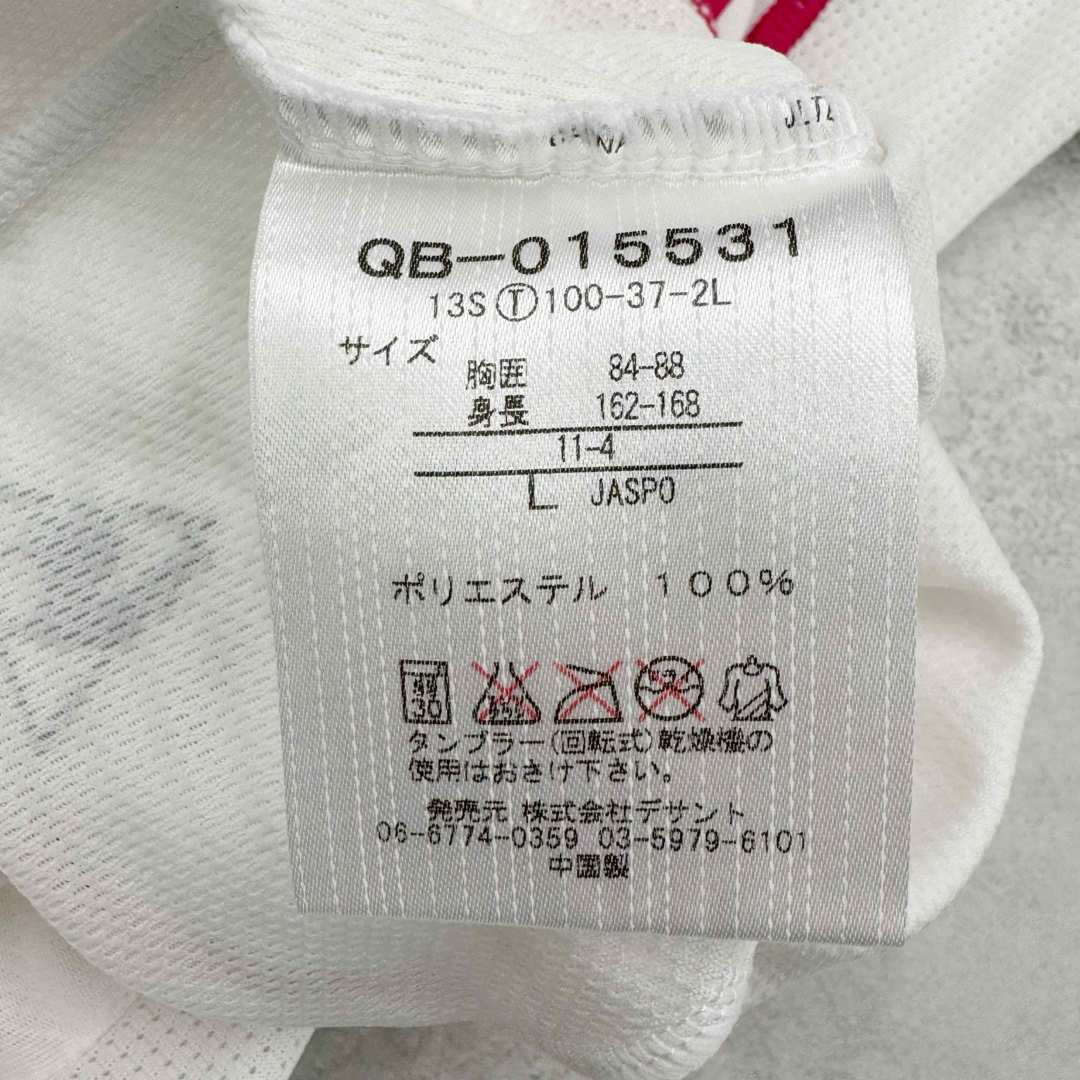 QB-015531
13S Ⓣ 100-37-2L
サイズ
胸囲 84-88
身長 162-168
11-4
L JASPO
ポリエステル 100%
30
タンブラー(回転式)乾燥機の
使用はおさけ下さい。
発売元 株式会社デサント
06-6774-0359 03-5979-6101
中国製